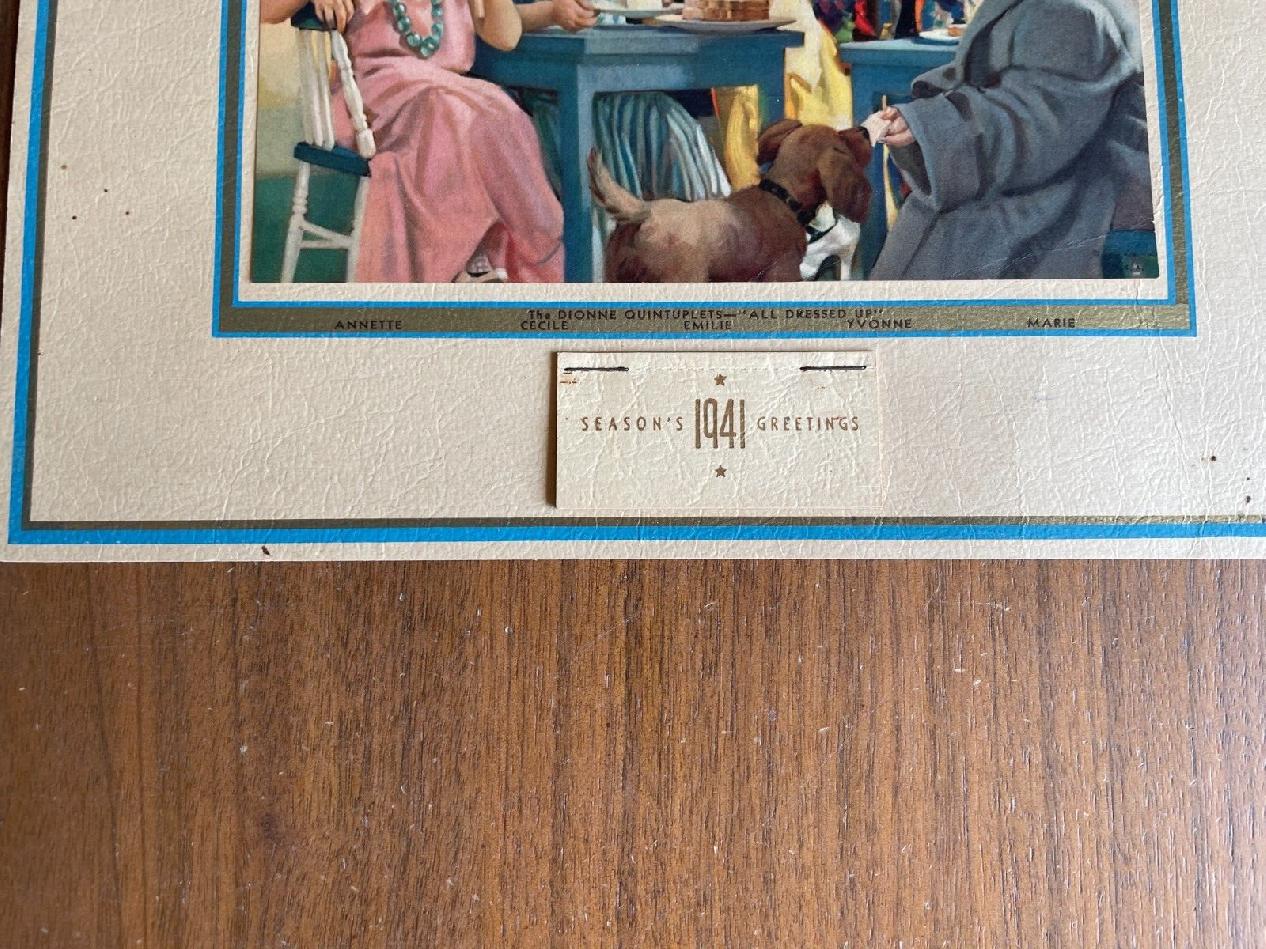 The DIONNE QUINTUPLETS—"ALL DRESSED UP"
ANNETTE CECILE EMILIE YVONNE MARIE
SEASON'S 1941 GREETINGS